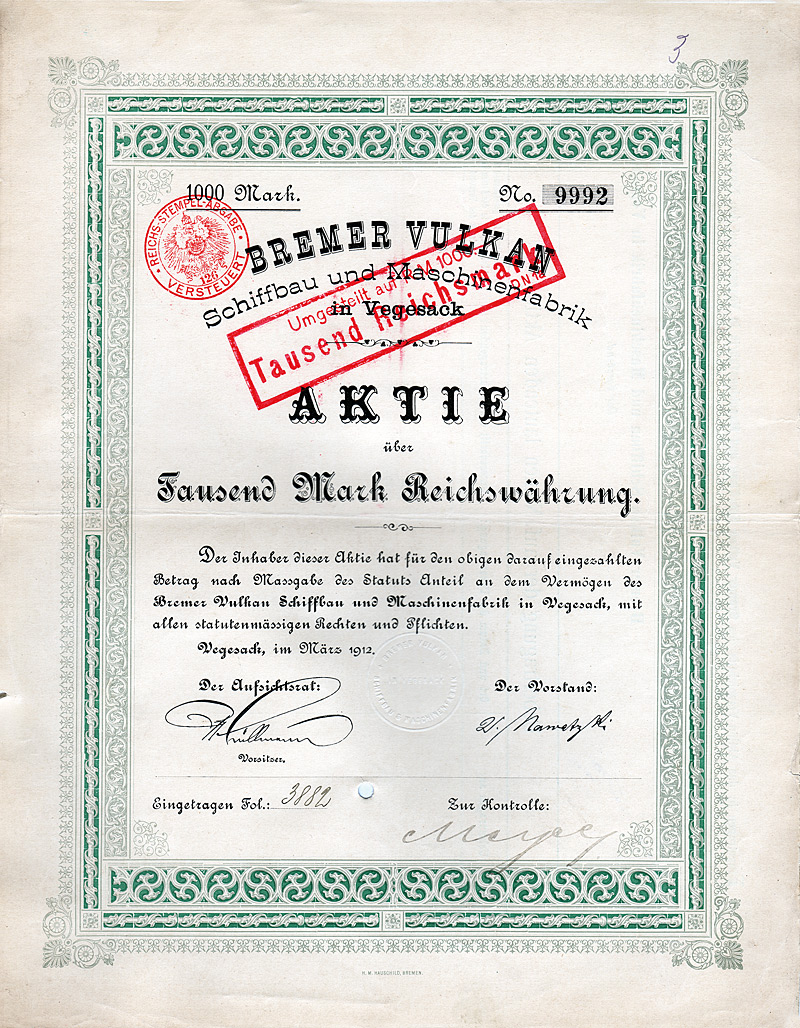 3
1000 Mark.
No. 9992
REICHS-STEMPEL-ABGABE
126
VERSTEUERT
BREMER VULKAN
Schiffbau und Maschinenfabrik
in Vegesack
Umgestellt auf R.M 1000.-
Tausend Reichsmark
AKTIE
über
Tausend Mark Reichswährung.
Der Inhaber dieser Aktie hat für den obigen darauf eingezahlten
Betrag nach Massgabe des Statuts Anteil an dem Vermögen des
Bremer Vulkan Schiffbau und Maschinenfabrik in Vegesack, mit
allen statutenmässigen Rechten und Pflichten.
Vegesack, im März 1912.
Der Aufsichtsrat:
Der Vorstand:
V. Nawatzki
Vorsitzer.
Eingetragen Fol.: 3882
Zur Kontrolle:
H. M. HAUSCHILD, BREMEN.